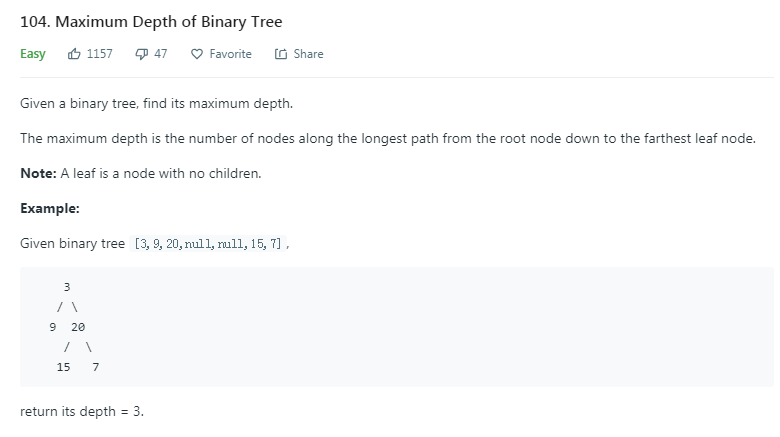 104. Maximum Depth of Binary Tree
Easy 1157 47 Favorite Share
Given a binary tree, find its maximum depth.
The maximum depth is the number of nodes along the longest path from the root node down to the farthest leaf node.
Note: A leaf is a node with no children.
Example:
Given binary tree [3, 9, 20, null, null, 15, 7] ,
3
/ \
9 20
/ \
15 7
return its depth = 3.